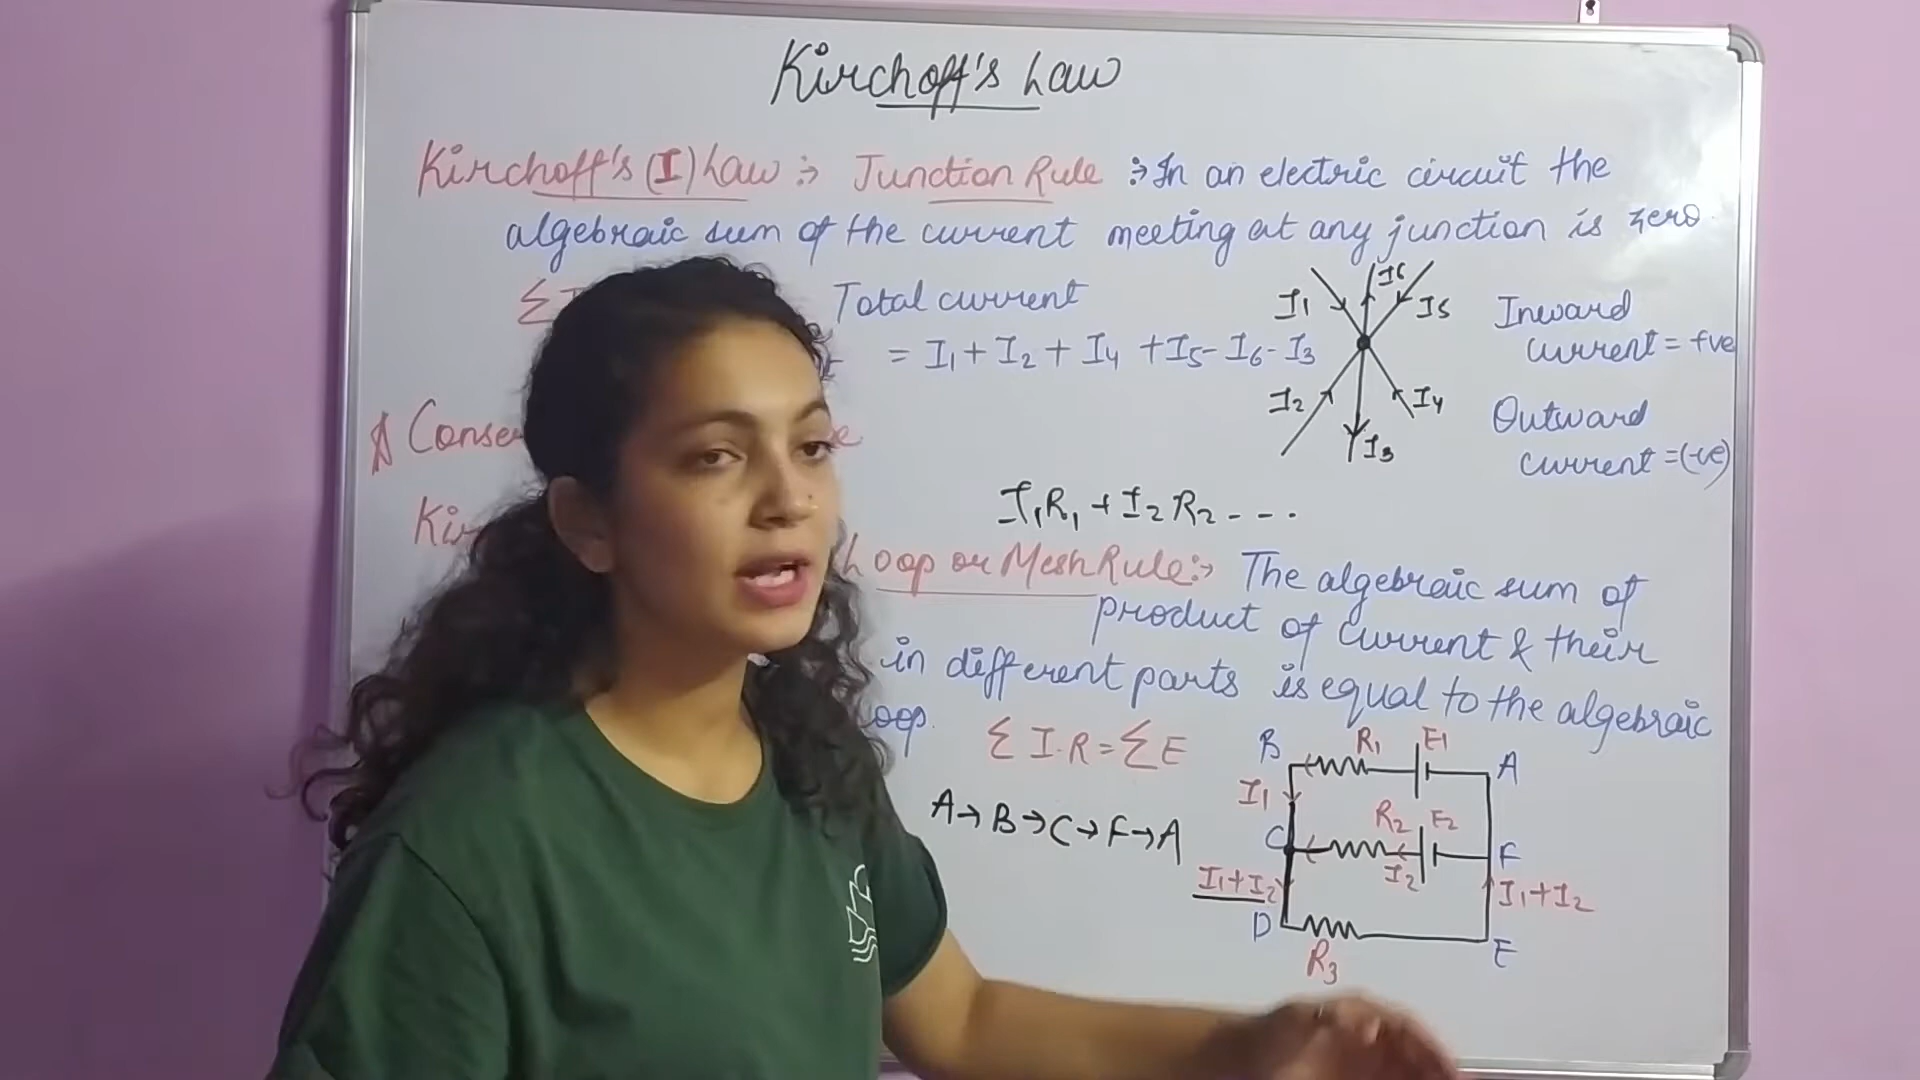 Kirchoff's Law
Kirchoff's (I) Law :→ Junction Rule :→ In an electric circuit the
algebraic sum of the current meeting at any junction is zero.
Σ
Total current
= I₁ + I₂ + I₄ + I₅ - I₆ - I₃
I₁ I₆ I₅
I₂ I₄
I₃
Inward
current = +ve
Outward
current = (-ve)
I₁R₁ + I₂R₂ - - -
Loop or Mesh Rule :→ The algebraic sum of
product of current & their
in different parts is equal to the algebraic
Σ I.R = Σ E
A → B → C → F → A
B R₁ E₁ A
I₁
C R₂ E₂ F
I₂
I₁+I₂ I₁+I₂
D R₃ E